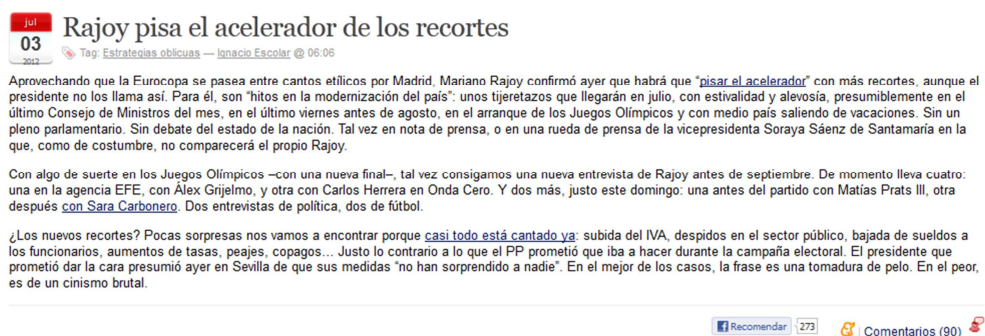 jul
03
2012
Rajoy pisa el acelerador de los recortes
Tag: Estrategias oblicuas — Ignacio Escolar @ 06:06
Aprovechando que la Eurocopa se pasea entre cantos etílicos por Madrid, Mariano Rajoy confirmó ayer que habrá que “pisar el acelerador” con más recortes, aunque el
presidente no los llama así. Para él, son “hitos en la modernización del país”: unos tijeretazos que llegarán en julio, con estivalidad y alevosía, presumiblemente en el
último Consejo de Ministros del mes, en el último viernes antes de agosto, en el arranque de los Juegos Olímpicos y con medio país saliendo de vacaciones. Sin un
pleno parlamentario. Sin debate del estado de la nación. Tal vez en nota de prensa, o en una rueda de prensa de la vicepresidenta Soraya Sáenz de Santamaría en la
que, como de costumbre, no comparecerá el propio Rajoy.
Con algo de suerte en los Juegos Olímpicos –con una nueva final–, tal vez consigamos una nueva entrevista de Rajoy antes de septiembre. De momento lleva cuatro:
una en la agencia EFE, con Álex Grijelmo, y otra con Carlos Herrera en Onda Cero. Y dos más, justo este domingo: una antes del partido con Matías Prats III, otra
después con Sara Carbonero. Dos entrevistas de política, dos de fútbol.
¿Los nuevos recortes? Pocas sorpresas nos vamos a encontrar porque casi todo está cantado ya: subida del IVA, despidos en el sector público, bajada de sueldos a
los funcionarios, aumentos de tasas, peajes, copagos... Justo lo contrario a lo que el PP prometió que iba a hacer durante la campaña electoral. El presidente que
prometió dar la cara presumió ayer en Sevilla de que sus medidas “no han sorprendido a nadie”. En el mejor de los casos, la frase es una tomadura de pelo. En el peor,
es de un cinismo brutal.
Recomendar 273 | Comentarios (90)